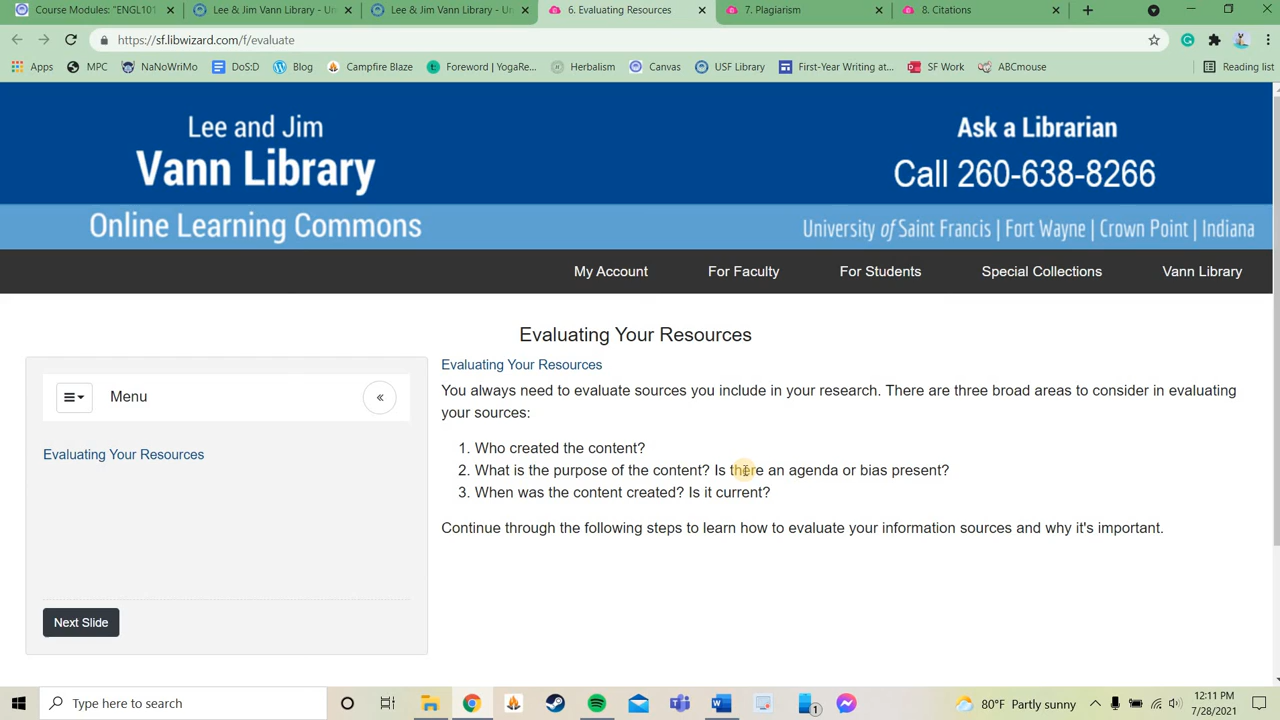 Course Modules: "ENGL101
Lee & Jim Vann Library - Un
Lee & Jim Vann Library - Un
6. Evaluating Resources
7. Plagiarism
8. Citations
https://sf.libwizard.com/f/evaluate
Apps
MPC
NaNoWriMo
DoS:D
Blog
Campfire Blaze
Foreword | YogaRe...
Herbalism
Canvas
USF Library
First-Year Writing at...
SF Work
ABCmouse
Reading list
Lee and Jim
Vann Library
Online Learning Commons
Ask a Librarian
Call 260-638-8266
University of Saint Francis | Fort Wayne | Crown Point | Indiana
My Account
For Faculty
For Students
Special Collections
Vann Library
Evaluating Your Resources
Menu
Evaluating Your Resources
Next Slide
Evaluating Your Resources
You always need to evaluate sources you include in your research. There are three broad areas to consider in evaluating
your sources:
1. Who created the content?
2. What is the purpose of the content? Is there an agenda or bias present?
3. When was the content created? Is it current?
Continue through the following steps to learn how to evaluate your information sources and why it's important.
Type here to search
1
80°F Partly sunny
12:11 PM
7/28/2021